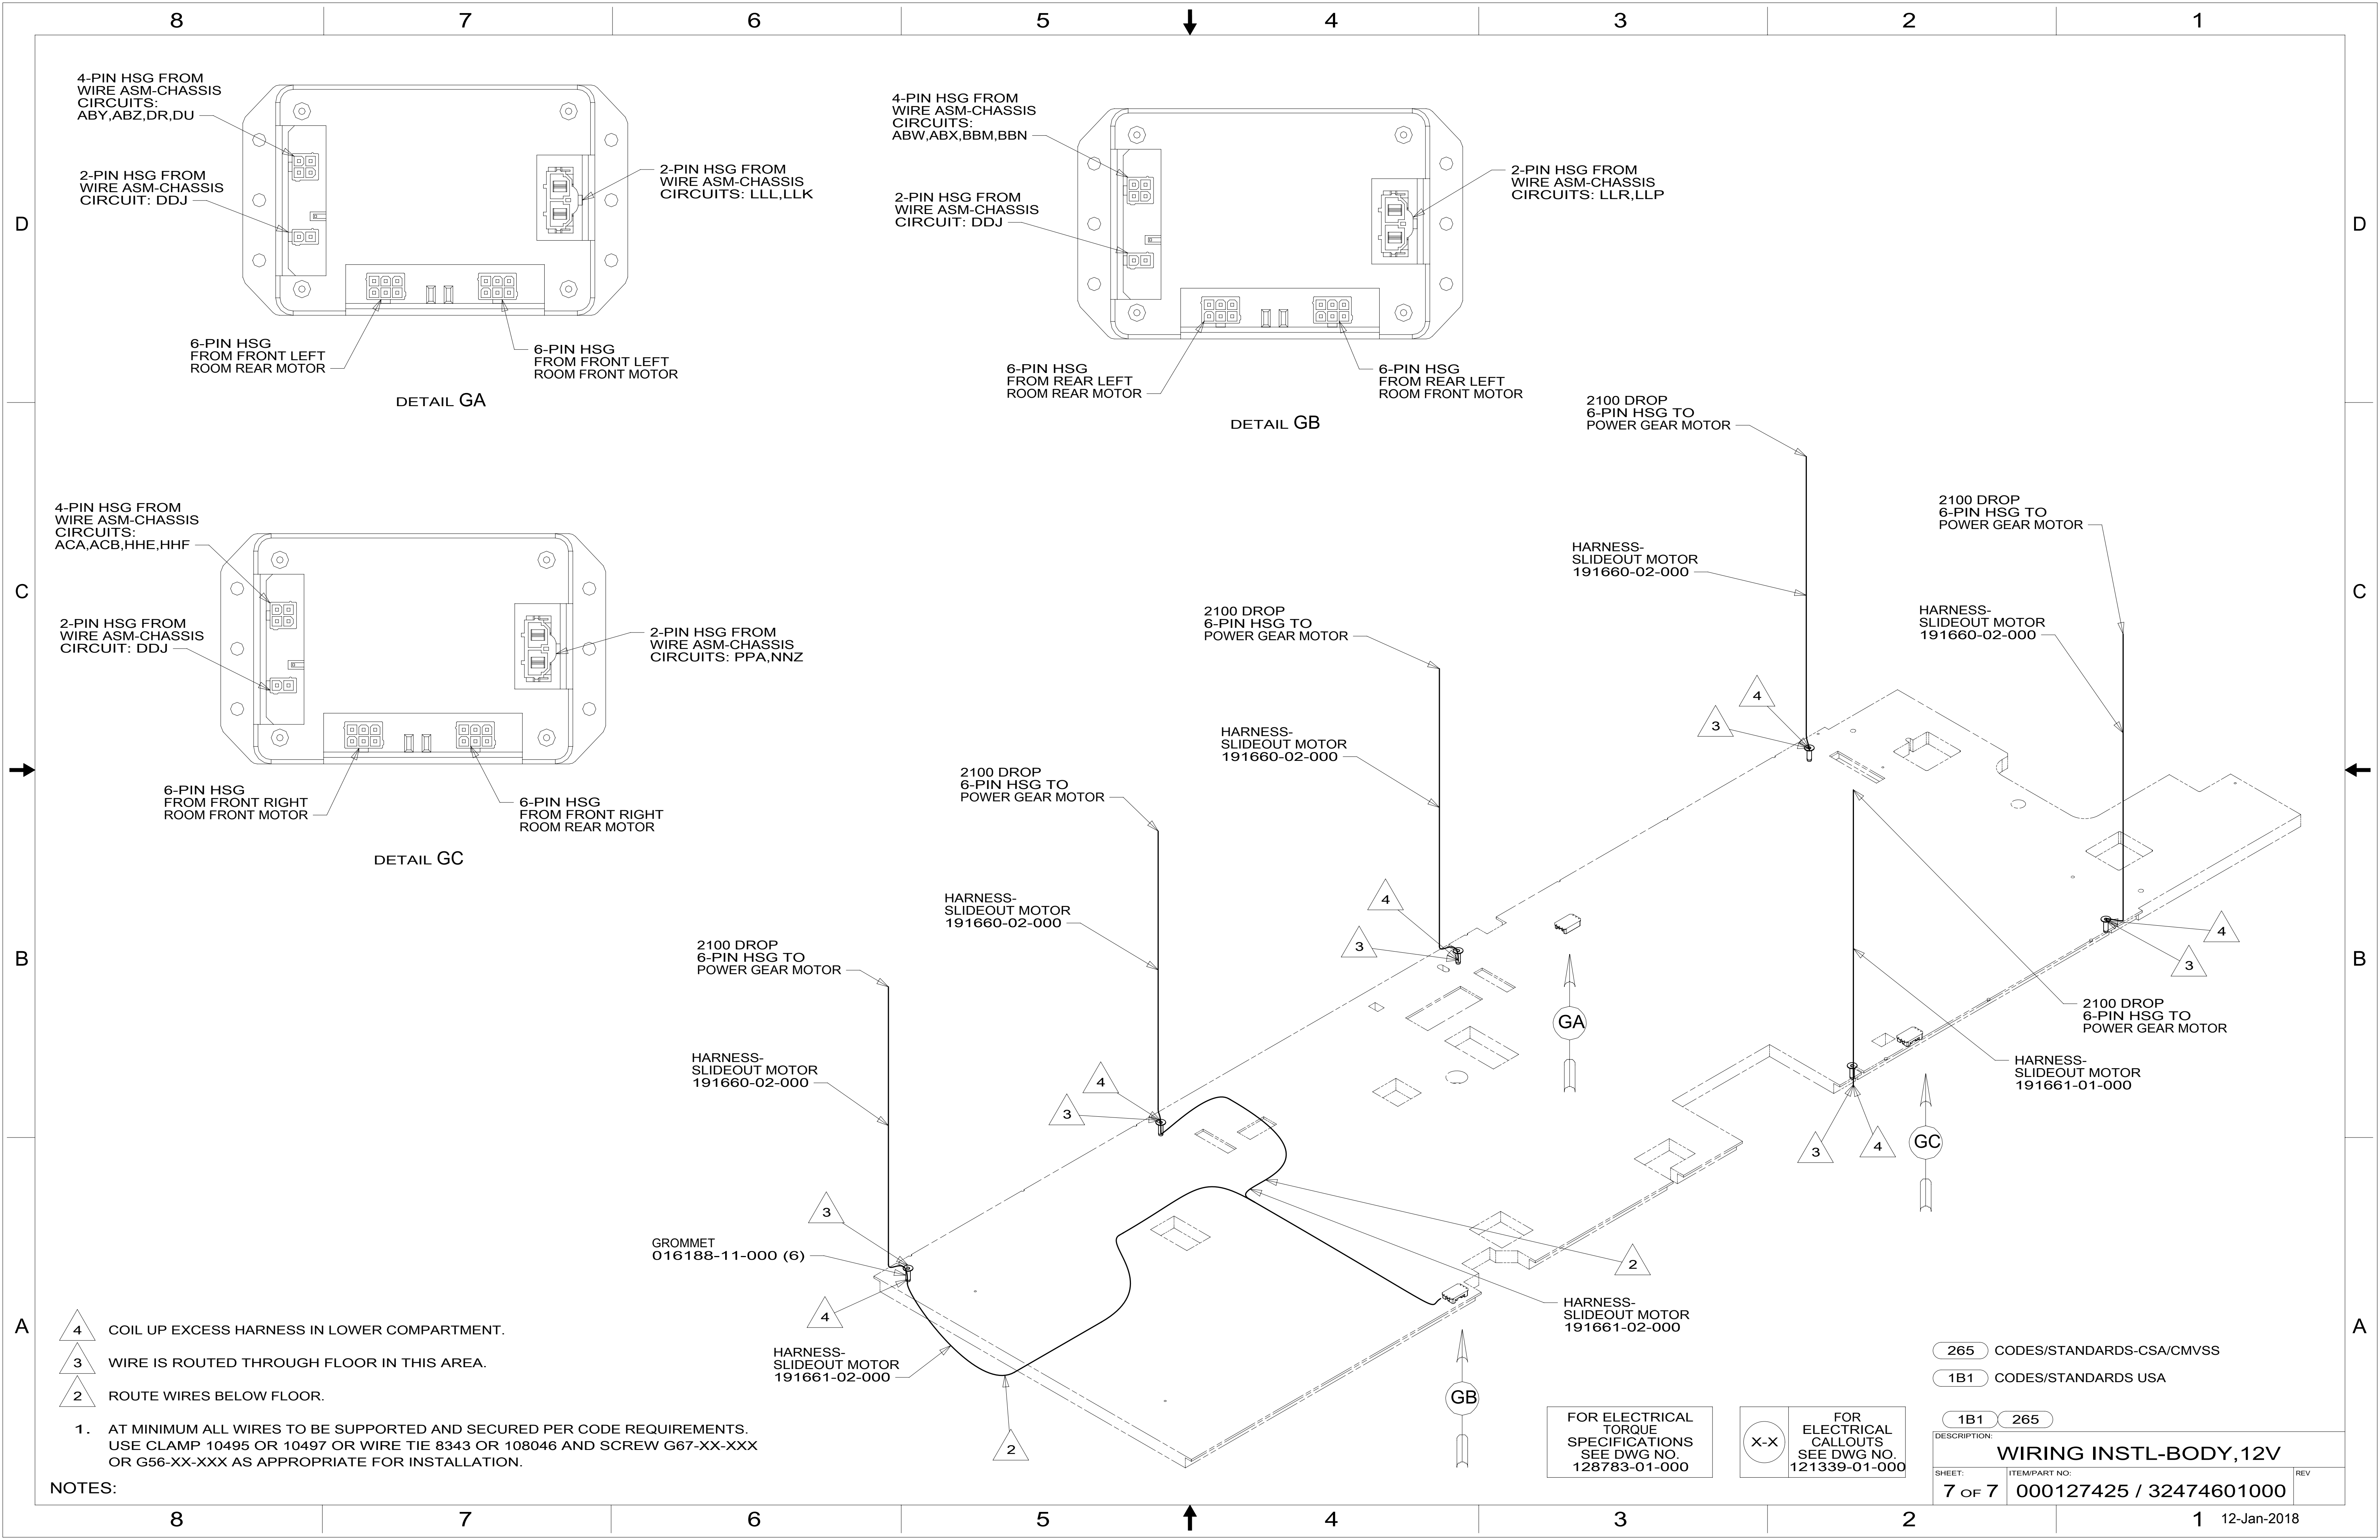 8 7 6 5 4 3 2 1
D
D
C
C
B
B
A
A
4-PIN HSG FROM
WIRE ASM-CHASSIS
CIRCUITS:
ABY,ABZ,DR,DU
2-PIN HSG FROM
WIRE ASM-CHASSIS
CIRCUIT: DDJ
2-PIN HSG FROM
WIRE ASM-CHASSIS
CIRCUITS: LLL,LLK
6-PIN HSG
FROM FRONT LEFT
ROOM REAR MOTOR
6-PIN HSG
FROM FRONT LEFT
ROOM FRONT MOTOR
DETAIL GA
4-PIN HSG FROM
WIRE ASM-CHASSIS
CIRCUITS:
ABW,ABX,BBM,BBN
2-PIN HSG FROM
WIRE ASM-CHASSIS
CIRCUIT: DDJ
2-PIN HSG FROM
WIRE ASM-CHASSIS
CIRCUITS: LLR,LLP
6-PIN HSG
FROM REAR LEFT
ROOM REAR MOTOR
6-PIN HSG
FROM REAR LEFT
ROOM FRONT MOTOR
DETAIL GB
4-PIN HSG FROM
WIRE ASM-CHASSIS
CIRCUITS:
ACA,ACB,HHE,HHF
2-PIN HSG FROM
WIRE ASM-CHASSIS
CIRCUIT: DDJ
2-PIN HSG FROM
WIRE ASM-CHASSIS
CIRCUITS: PPA,NNZ
6-PIN HSG
FROM FRONT RIGHT
ROOM FRONT MOTOR
6-PIN HSG
FROM FRONT RIGHT
ROOM REAR MOTOR
DETAIL GC
2100 DROP
6-PIN HSG TO
POWER GEAR MOTOR
HARNESS-
SLIDEOUT MOTOR
191660-02-000
4
3
2100 DROP
6-PIN HSG TO
POWER GEAR MOTOR
HARNESS-
SLIDEOUT MOTOR
191660-02-000
4
3
2100 DROP
6-PIN HSG TO
POWER GEAR MOTOR
HARNESS-
SLIDEOUT MOTOR
191660-02-000
4
3
2100 DROP
6-PIN HSG TO
POWER GEAR MOTOR
HARNESS-
SLIDEOUT MOTOR
191660-02-000
4
3
2100 DROP
6-PIN HSG TO
POWER GEAR MOTOR
HARNESS-
SLIDEOUT MOTOR
191660-02-000
3
GROMMET
016188-11-000 (6)
4
HARNESS-
SLIDEOUT MOTOR
191661-02-000
2
2100 DROP
6-PIN HSG TO
POWER GEAR MOTOR
HARNESS-
SLIDEOUT MOTOR
191661-01-000
3
4
GA
GC
GB
2
HARNESS-
SLIDEOUT MOTOR
191661-02-000
4 COIL UP EXCESS HARNESS IN LOWER COMPARTMENT.
3 WIRE IS ROUTED THROUGH FLOOR IN THIS AREA.
2 ROUTE WIRES BELOW FLOOR.
1. AT MINIMUM ALL WIRES TO BE SUPPORTED AND SECURED PER CODE REQUIREMENTS.
USE CLAMP 10495 OR 10497 OR WIRE TIE 8343 OR 108046 AND SCREW G67-XX-XXX
OR G56-XX-XXX AS APPROPRIATE FOR INSTALLATION.
NOTES:
FOR ELECTRICAL
TORQUE
SPECIFICATIONS
SEE DWG NO.
128783-01-000
X-X
FOR
ELECTRICAL
CALLOUTS
SEE DWG NO.
121339-01-000
265 CODES/STANDARDS-CSA/CMVSS
1B1 CODES/STANDARDS USA
1B1 265
DESCRIPTION:
WIRING INSTL-BODY,12V
SHEET:
7 OF 7
ITEM/PART NO:
000127425 / 32474601000
REV
8 7 6 5 4 3 2 1
12-Jan-2018